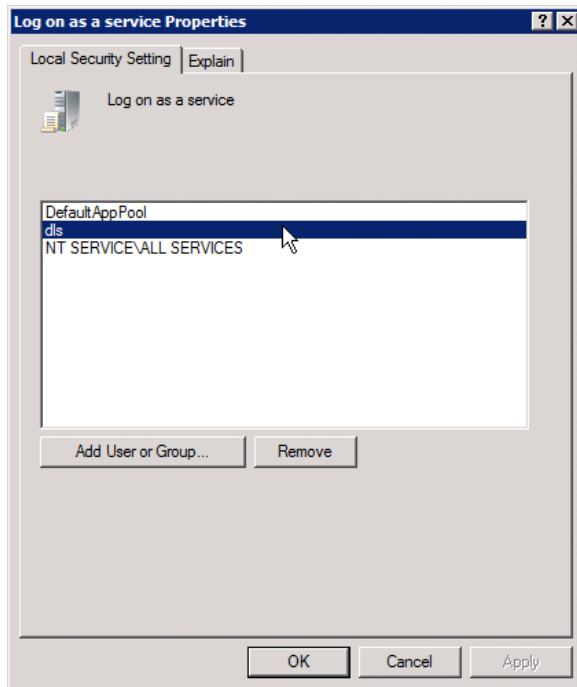 Log on as a service Properties
Local Security Setting
Explain
Log on as a service
DefaultAppPool
dls
NT SERVICE\ALL SERVICES
Add User or Group...
Remove
OK
Cancel
Apply